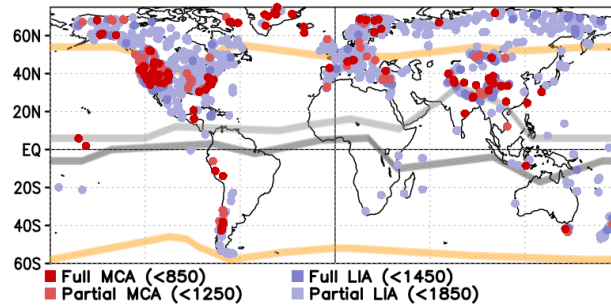 60N
40N
20N
EQ
20S
40S
60S
Full MCA (<850) Full LIA (<1450)
Partial MCA (<1250) Partial LIA (<1850)